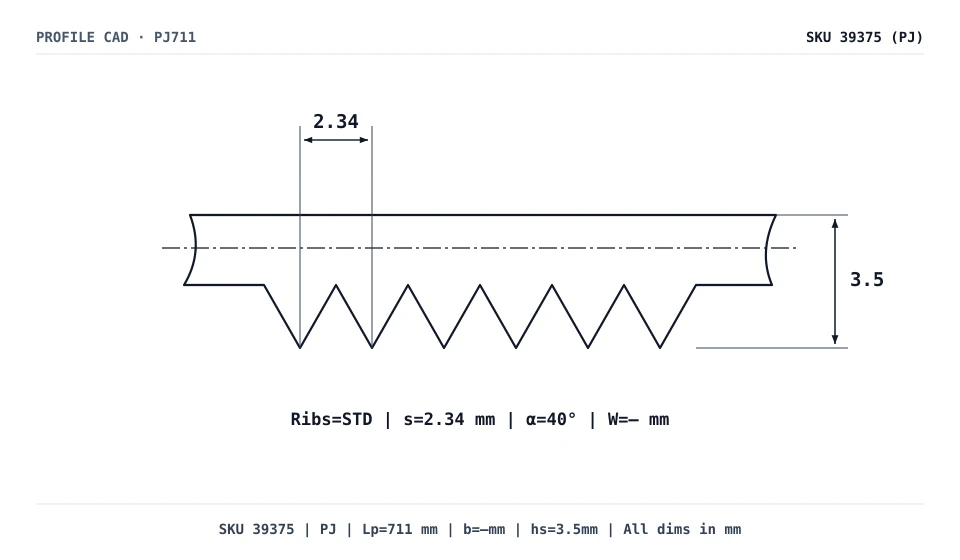 PROFILE CAD · PJ711
SKU 39375 (PJ)
2.34
3.5
Ribs=STD | s=2.34 mm | α=40° | W=— mm
SKU 39375 | PJ | Lp=711 mm | b=—mm | hs=3.5mm | All dims in mm